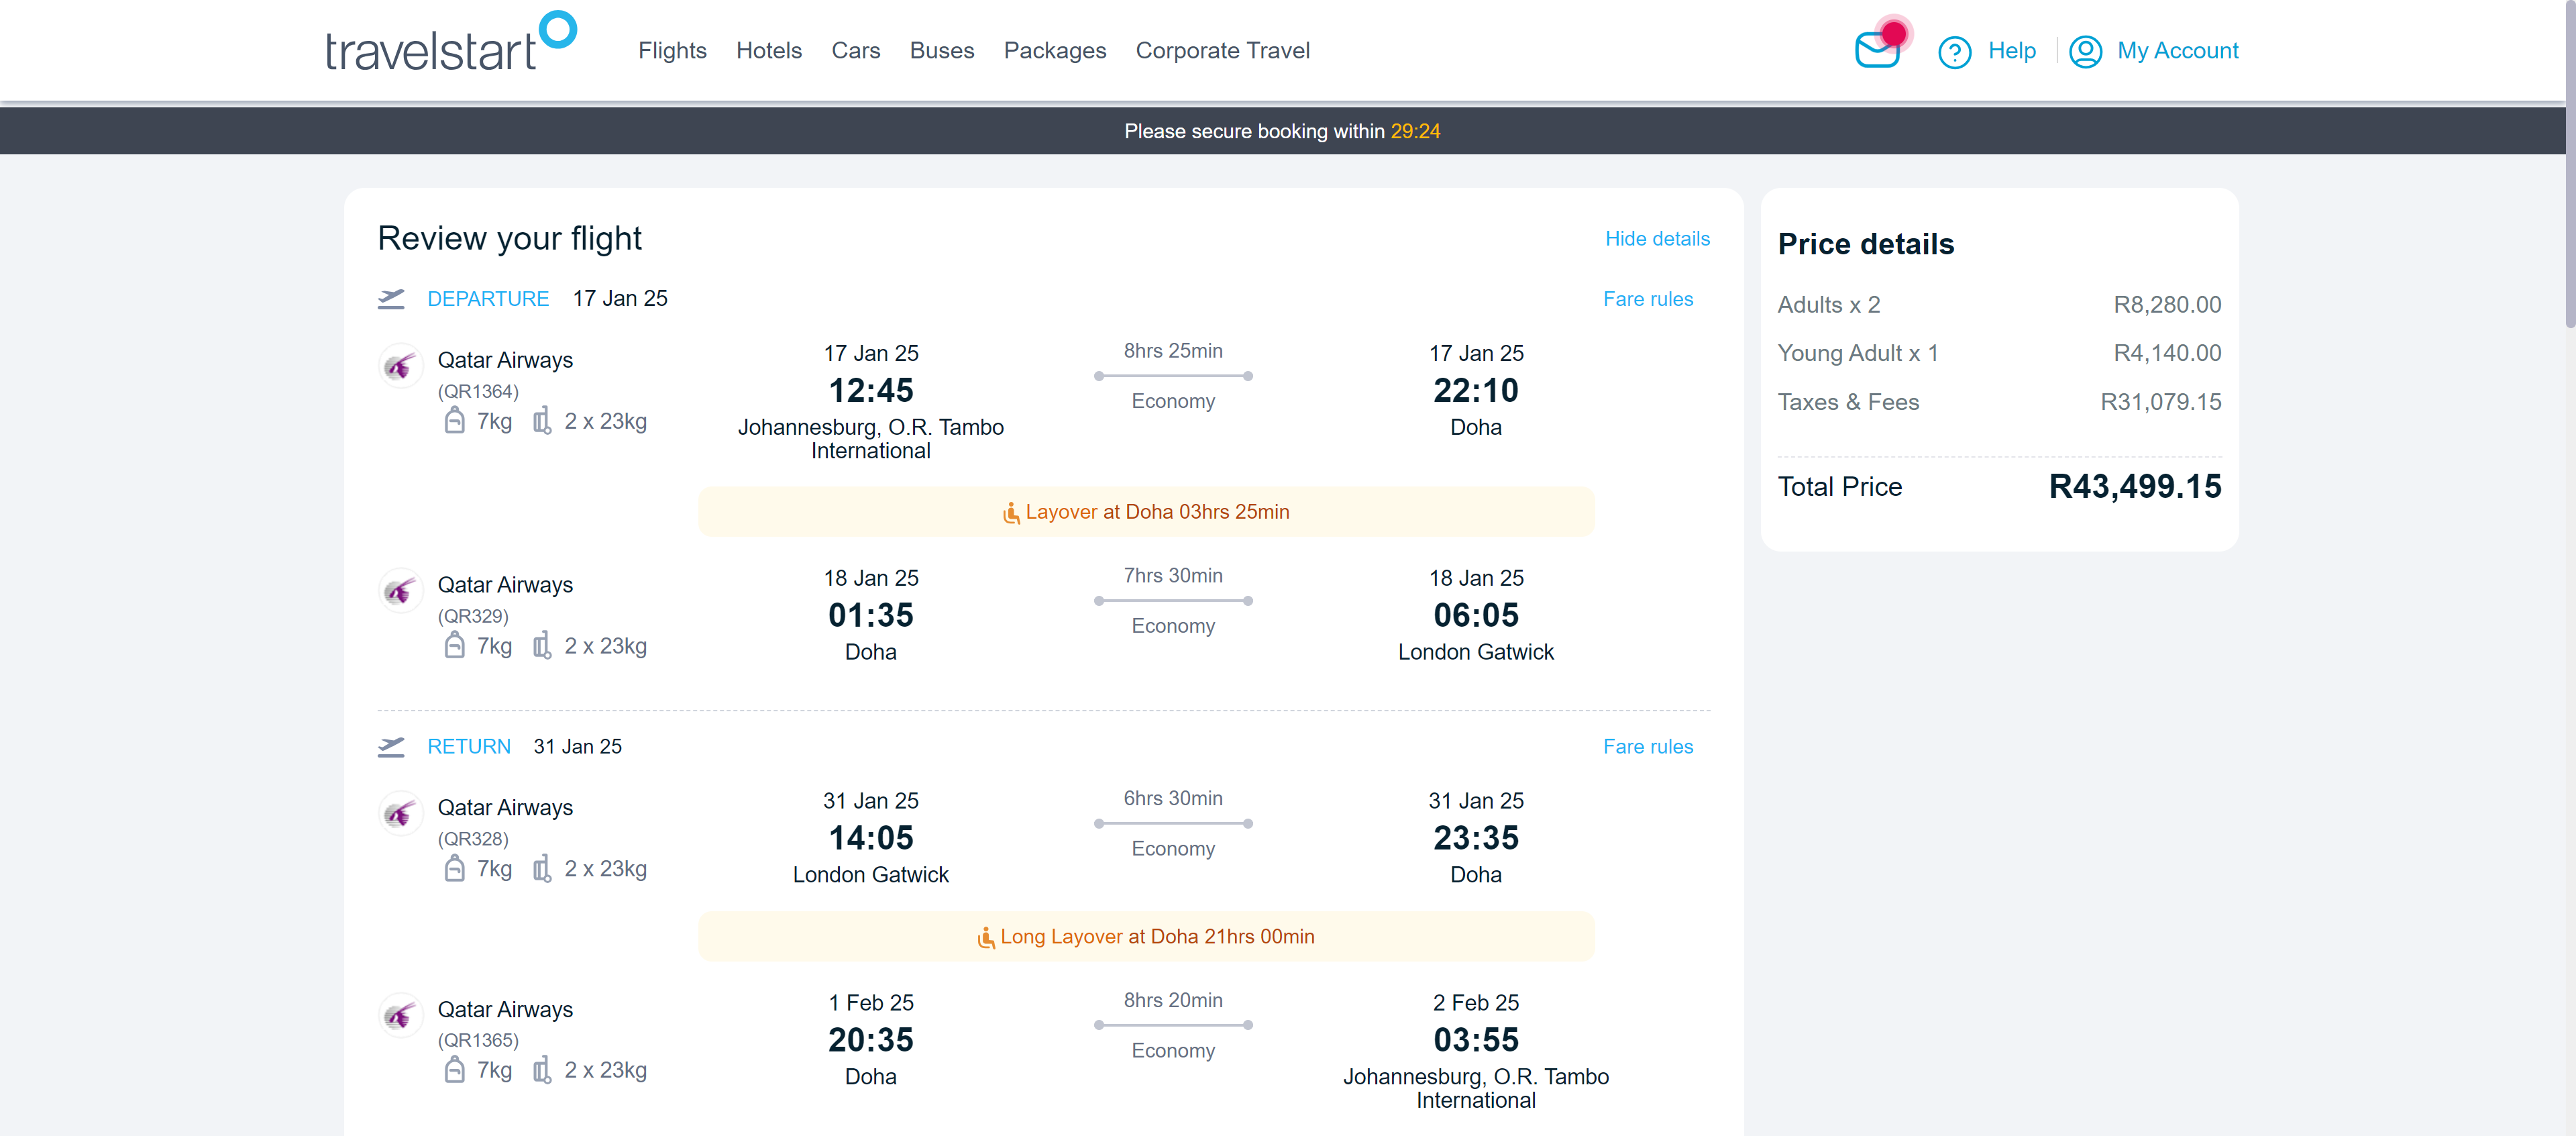 travelstart
Flights Hotels Cars Buses Packages Corporate Travel
Help My Account
Please secure booking within 29:24
Review your flight
Hide details
DEPARTURE 17 Jan 25
Fare rules
Qatar Airways
(QR1364)
7kg 2 x 23kg
17 Jan 25
12:45
Johannesburg, O.R. Tambo
International
8hrs 25min
Economy
17 Jan 25
22:10
Doha
Layover at Doha 03hrs 25min
Qatar Airways
(QR329)
7kg 2 x 23kg
18 Jan 25
01:35
Doha
7hrs 30min
Economy
18 Jan 25
06:05
London Gatwick
RETURN 31 Jan 25
Fare rules
Qatar Airways
(QR328)
7kg 2 x 23kg
31 Jan 25
14:05
London Gatwick
6hrs 30min
Economy
31 Jan 25
23:35
Doha
Long Layover at Doha 21hrs 00min
Qatar Airways
(QR1365)
7kg 2 x 23kg
1 Feb 25
20:35
Doha
8hrs 20min
Economy
2 Feb 25
03:55
Johannesburg, O.R. Tambo
International
Price details
Adults x 2 R8,280.00
Young Adult x 1 R4,140.00
Taxes & Fees R31,079.15
Total Price R43,499.15